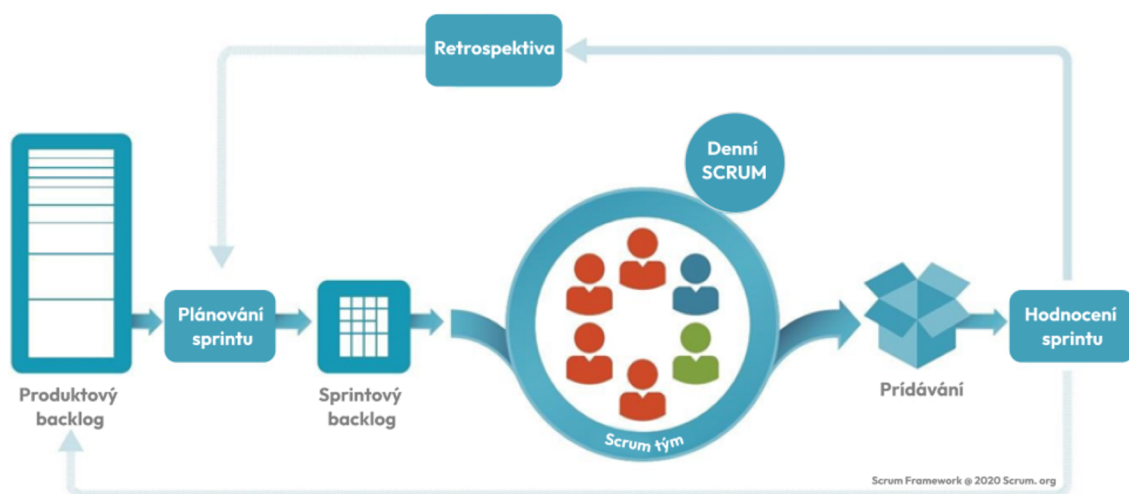 Retrospektiva
Denní
SCRUM
Plánování
sprintu
Hodnocení
sprintu
Produktový
backlog
Sprintový
backlog
Prídávání
Scrum tým
Scrum Framework @ 2020 Scrum. org